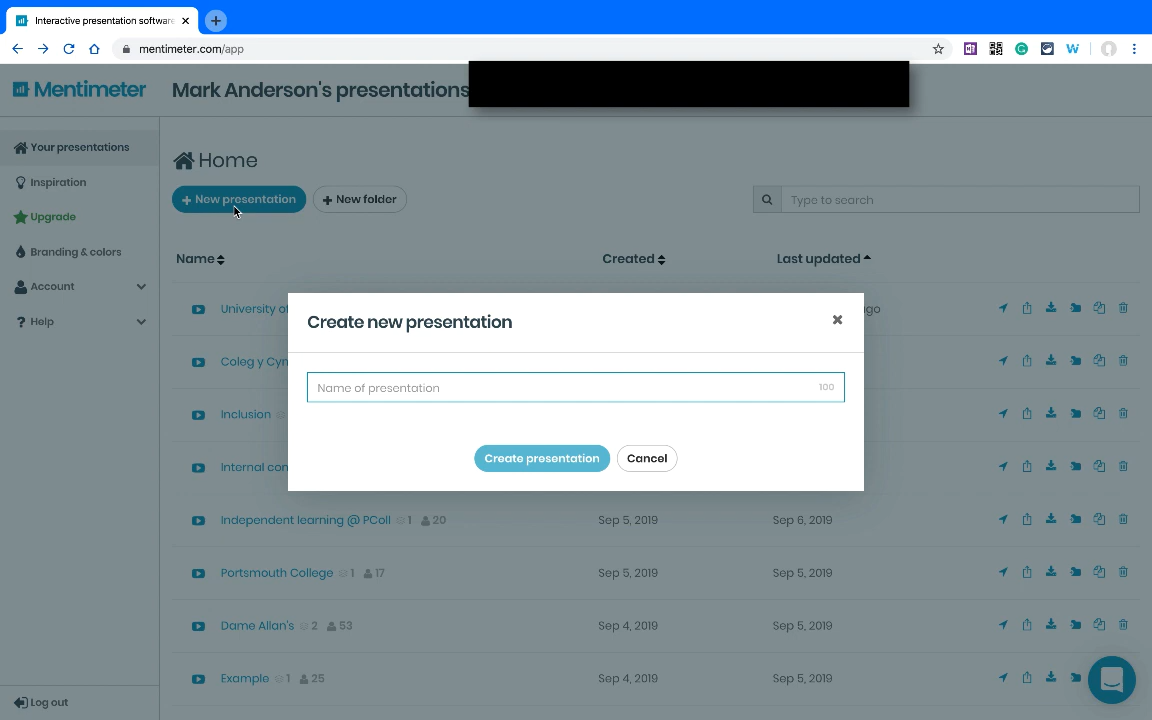 Interactive presentation software
mentimeter.com/app
Mentimeter
Mark Anderson's presentations
Your presentations
Inspiration
Upgrade
Branding & colors
Account
Help
Log out
Home
+ New presentation
+ New folder
Type to search
Name
Created
Last updated
University of
ago
Coleg y Cym
Inclusion
Internal con
Independent learning @ PColl 1 20 Sep 5, 2019 Sep 6, 2019
Portsmouth College 1 17 Sep 5, 2019 Sep 5, 2019
Dame Allan's 2 53 Sep 4, 2019 Sep 5, 2019
Example 1 25 Sep 4, 2019 Sep 5, 2019
Create new presentation
Name of presentation 100
Create presentation
Cancel